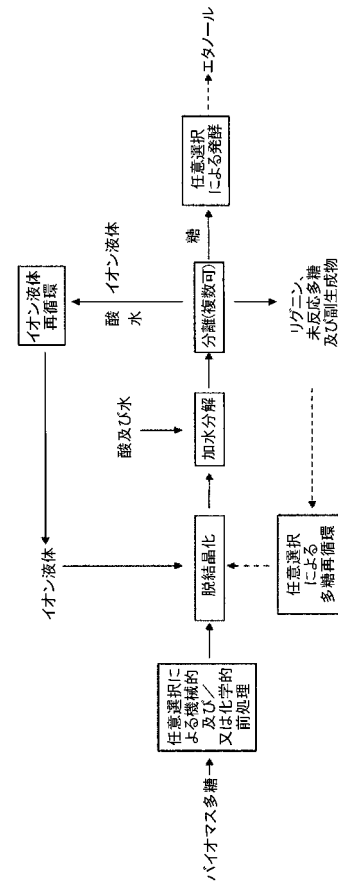 バイオマス多糖
任意選択に
よる機械的
及び／
又は化学的
前処理
脱結晶化
イオン液体
任意選択
による
多糖再循環
加水分解
酸及び水
分離(複数可)
酸
水
イオン液体
イオン液体
再循環
リグニン、
未反応多糖
及び副生成物
糖
任意選択
による発酵
エタノール